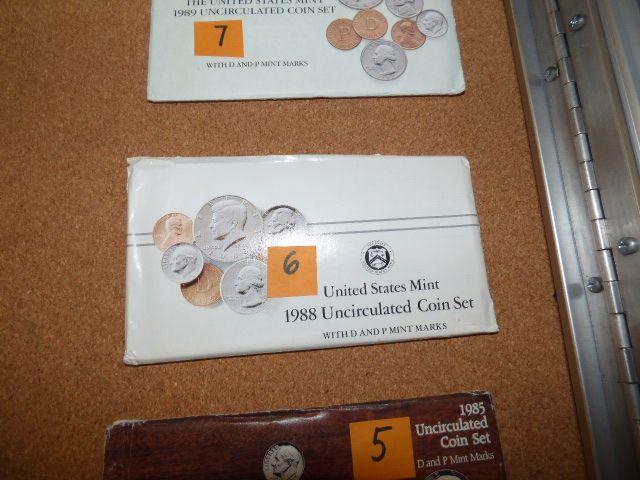 THE UNITED STATES MINT
1989 UNCIRCULATED COIN SET
7
WITH D AND P MINT MARKS
P
D
6
D
United States Mint
1988 Uncirculated Coin Set
WITH D AND P MINT MARKS
1985
Uncirculated
Coin Set
5
D and P Mint Marks